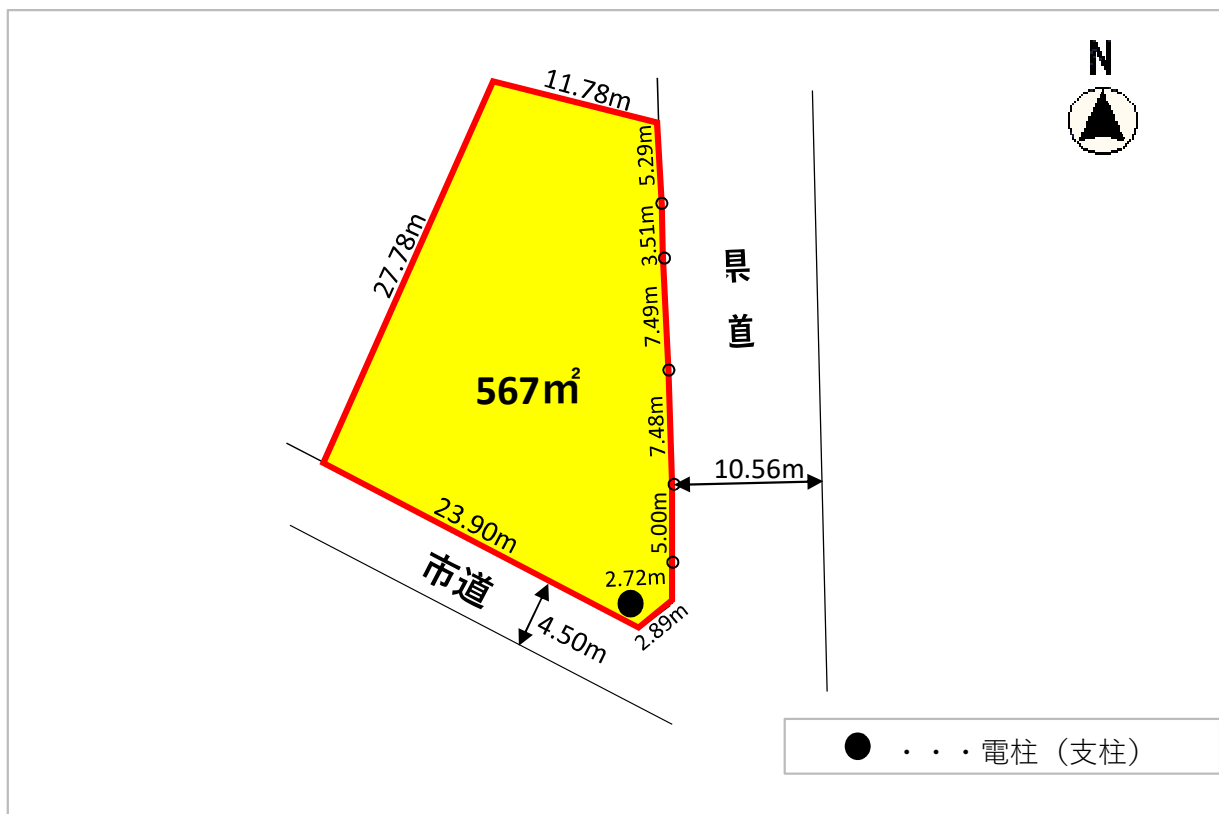 N
11.78m
5.29m
3.51m
27.78m
県道
7.49m
567㎡
7.48m
10.56m
23.90m
5.00m
市道
2.72m
4.50m
2.89m
●・・・電柱（支柱）